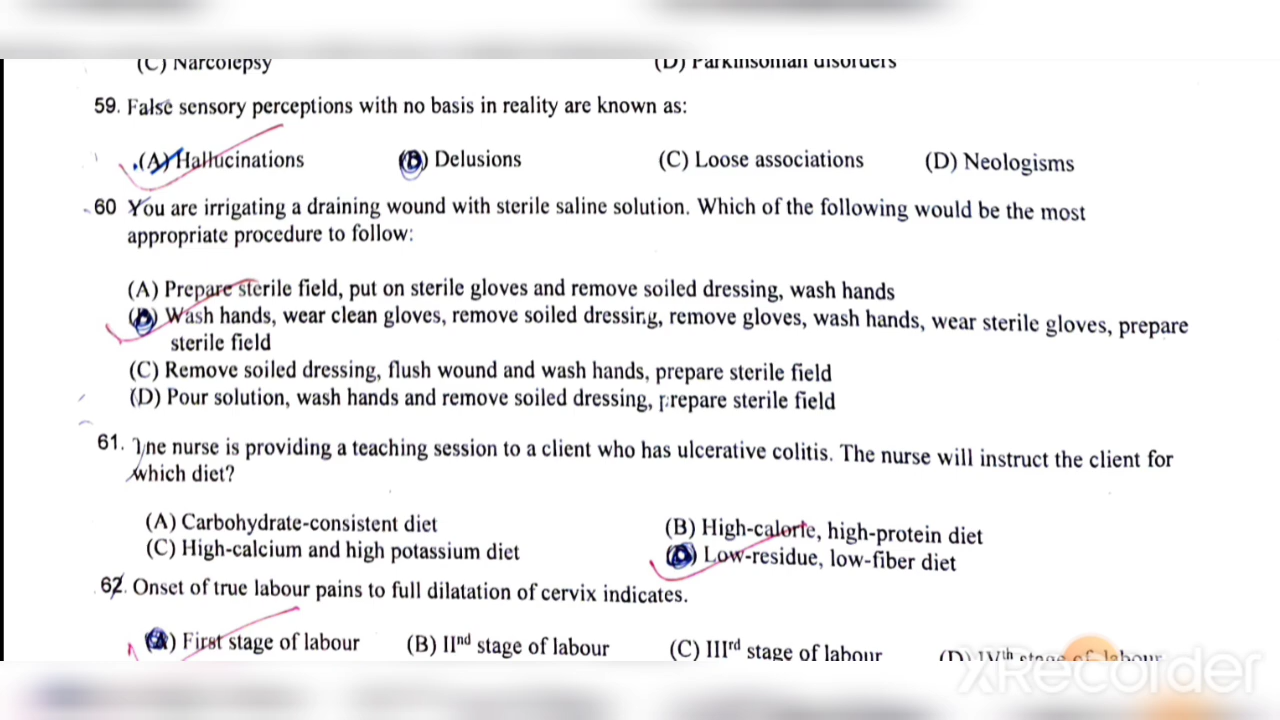 (C) Narcolepsy (D) Parkinsonian disorders
59. False sensory perceptions with no basis in reality are known as:
(A) Hallucinations (B) Delusions (C) Loose associations (D) Neologisms
60 You are irrigating a draining wound with sterile saline solution. Which of the following would be the most
appropriate procedure to follow:
(A) Prepare sterile field, put on sterile gloves and remove soiled dressing, wash hands
(B) Wash hands, wear clean gloves, remove soiled dressing, remove gloves, wash hands, wear sterile gloves, prepare
sterile field
(C) Remove soiled dressing, flush wound and wash hands, prepare sterile field
(D) Pour solution, wash hands and remove soiled dressing, prepare sterile field
61. The nurse is providing a teaching session to a client who has ulcerative colitis. The nurse will instruct the client for
which diet?
(A) Carbohydrate-consistent diet (B) High-calorie, high-protein diet
(C) High-calcium and high potassium diet (D) Low-residue, low-fiber diet
62. Onset of true labour pains to full dilatation of cervix indicates.
(A) First stage of labour (B) IInd stage of labour (C) IIIrd stage of labour (D) IVth stage of labour
XRecorder